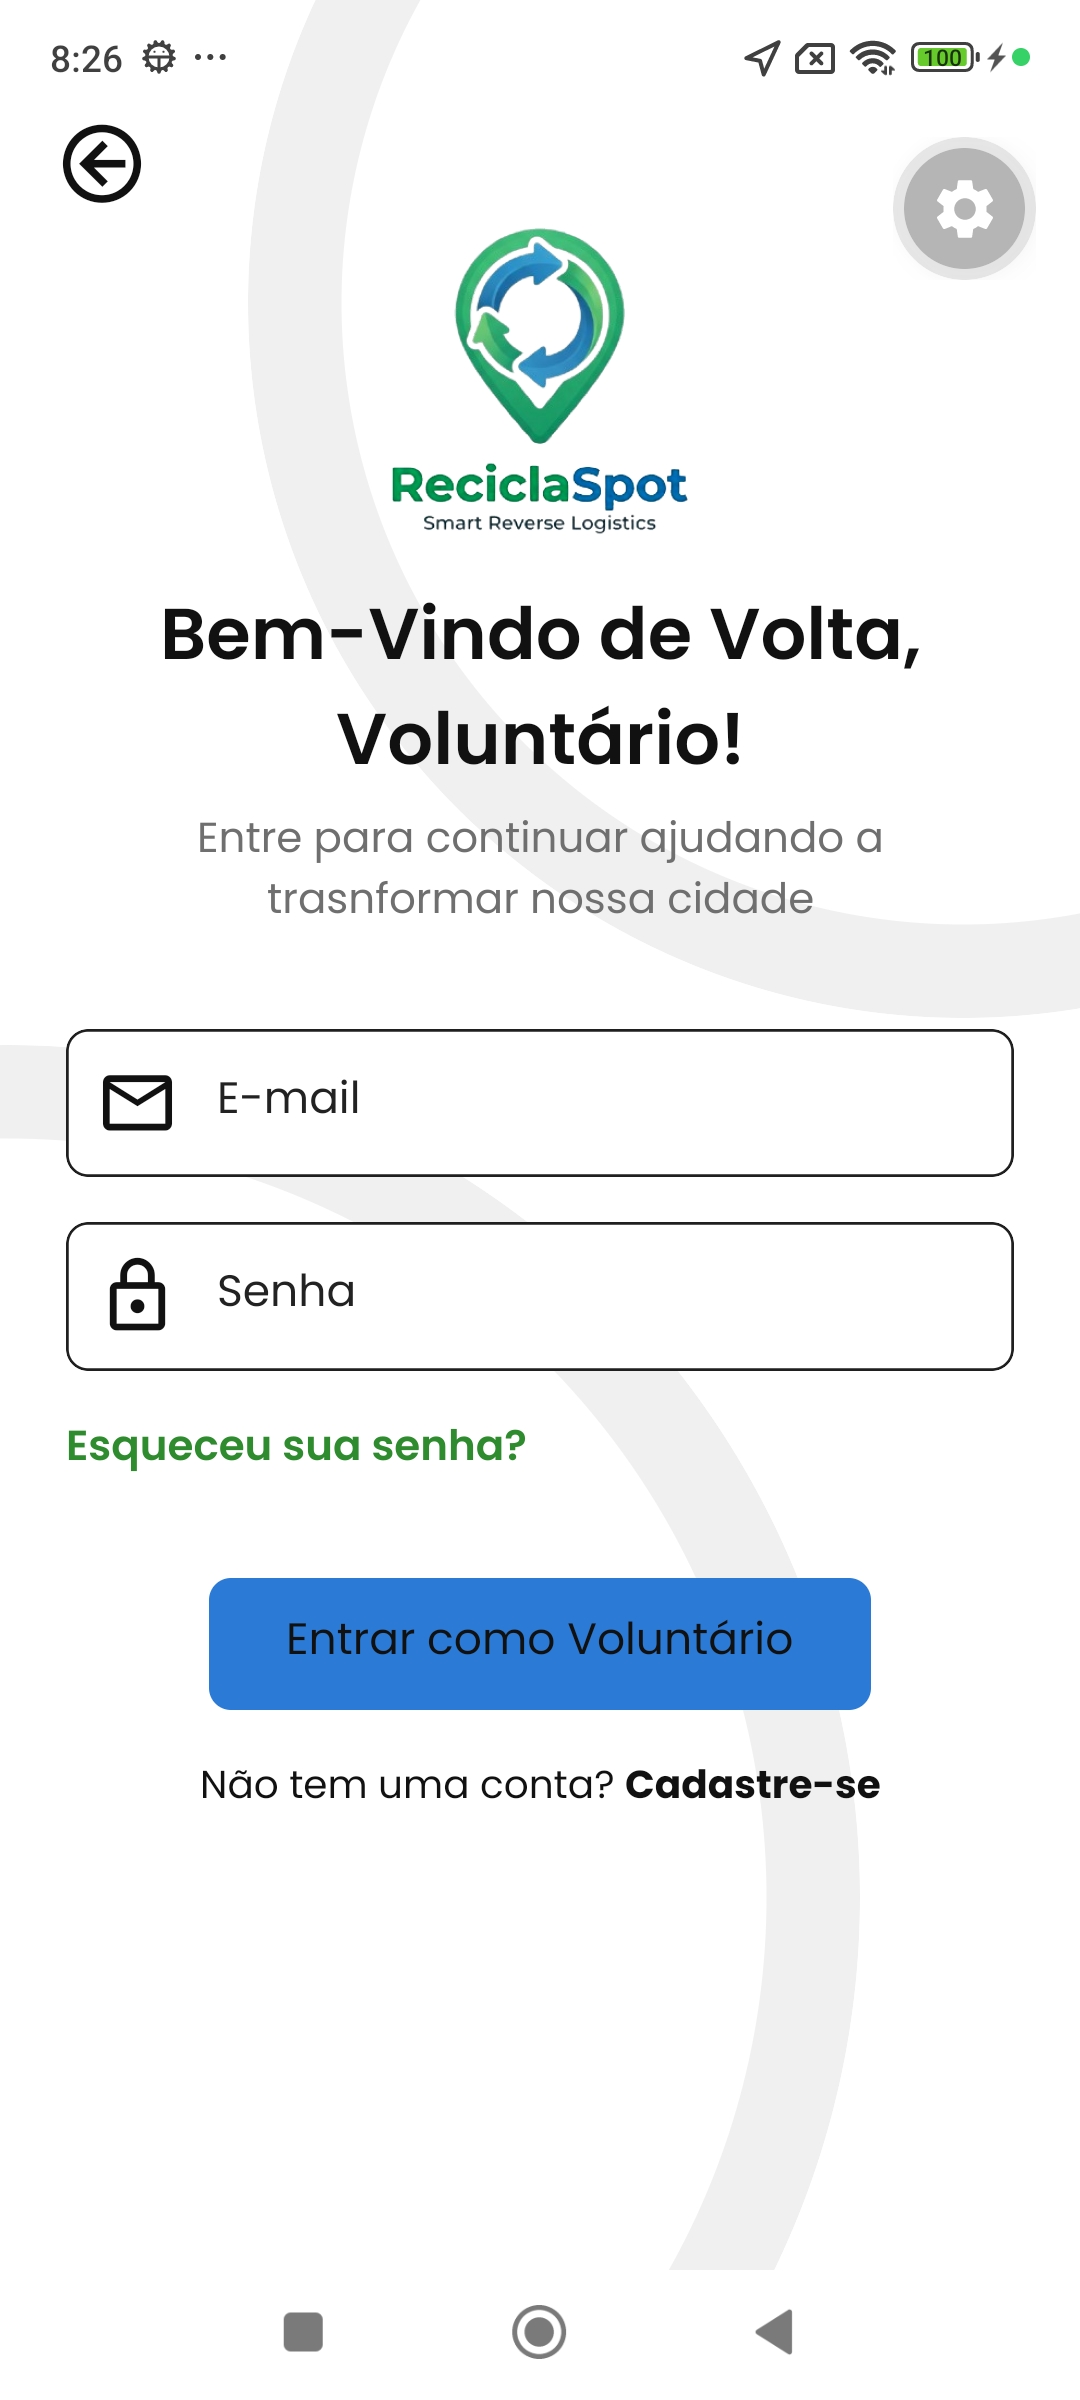 8:26
100
ReciclaSpot
Smart Reverse Logistics
Bem-Vindo de Volta,
Voluntário!
Entre para continuar ajudando a
trasnformar nossa cidade
E-mail
Senha
Esqueceu sua senha?
Entrar como Voluntário
Não tem uma conta? Cadastre-se